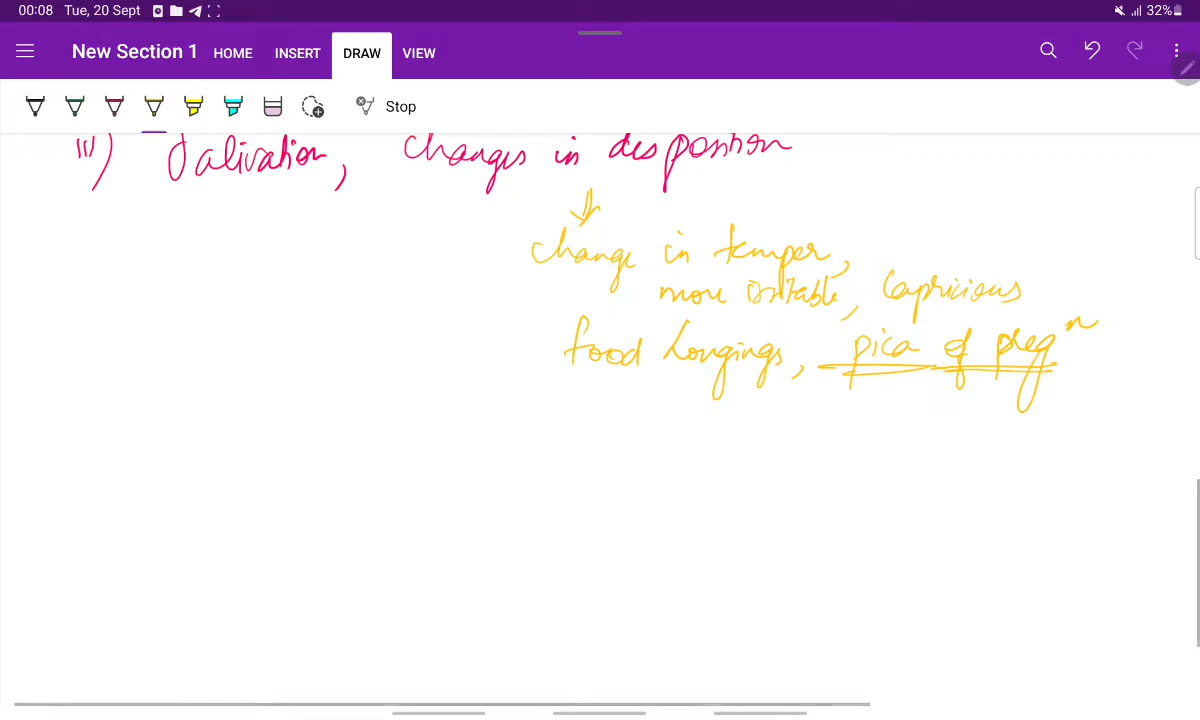 00:08 Tue, 20 Sept 32%
New Section 1 HOME INSERT DRAW VIEW
Stop
iii) Salivation, Changes in disposition
change in temper,
more irritable, Capricious
food longings, pica of pregn